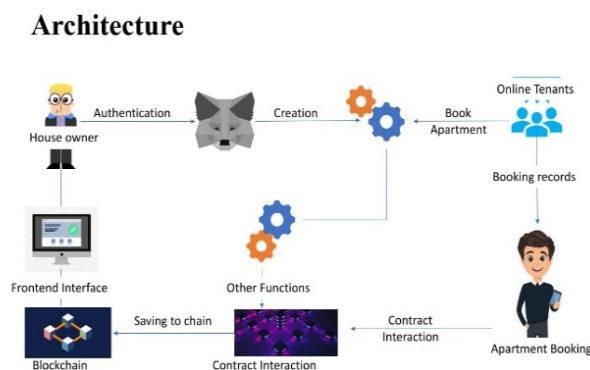 Architecture
Online Tenants
Authentication
Creation
Book
Apartment
House owner
Booking records
Frontend Interface
Other Functions
Saving to chain
Contract
Interaction
Blockchain
Contract Interaction
Apartment Booking